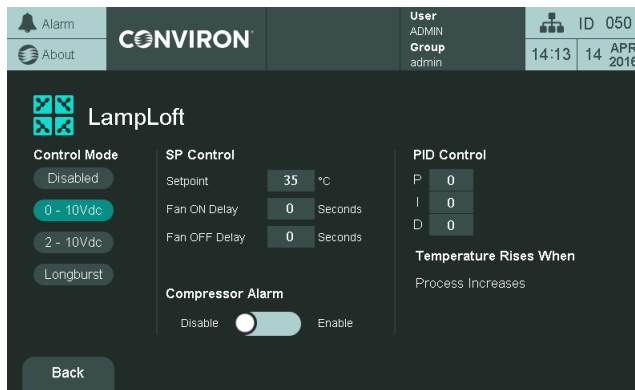 Alarm
About
CONVIRON
User
ADMIN
Group
admin
ID 050
14:13 14 APR 2016
LampLoft
Control Mode
Disabled
0 - 10Vdc
2 - 10Vdc
Longburst
SP Control
Setpoint 35 °C
Fan ON Delay 0 Seconds
Fan OFF Delay 0 Seconds
Compressor Alarm
Disable Enable
PID Control
P 0
I 0
D 0
Temperature Rises When
Process Increases
Back